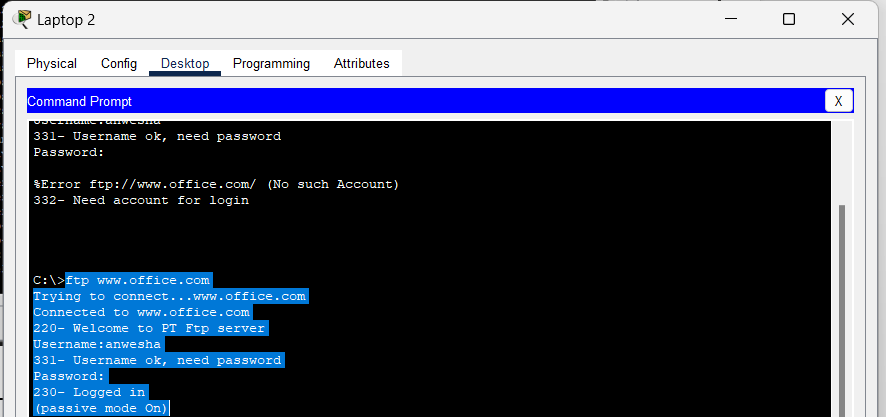 Laptop 2
Physical Config Desktop Programming Attributes
Command Prompt X
Username:anwesha
331- Username ok, need password
Password:
%Error ftp://www.office.com/ (No such Account)
332- Need account for login
C:\>ftp www.office.com
Trying to connect...www.office.com
Connected to www.office.com
220- Welcome to PT Ftp server
Username:anwesha
331- Username ok, need password
Password:
230- Logged in
(passive mode On)